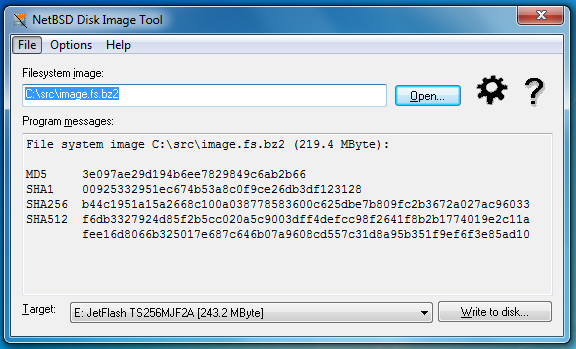 NetBSD Disk Image Tool
File Options Help
Filesystem image:
C:\src\image.fs.bz2 Open...
Program messages:
File system image C:\src\image.fs.bz2 (219.4 MByte):
MD5 3e097ae29d194b6ee7829849c6ab2b66
SHA1 00925332951ec674b53a8c0f9ce26db3df123128
SHA256 b44c1951a15a2668c100a038778583600c625dbe7b809fc2b3672a027ac96033
SHA512 f6db3327924d85f2b5cc020a5c9003dff4defcc98f2641f8b2b1774019e2c11a
fee16d8066b325017e687c646b07a9608cd557c31d8a95b351f9ef6f3e85ad10
Target: E: JetFlash TS256MJF2A [243.2 MByte] Write to disk...